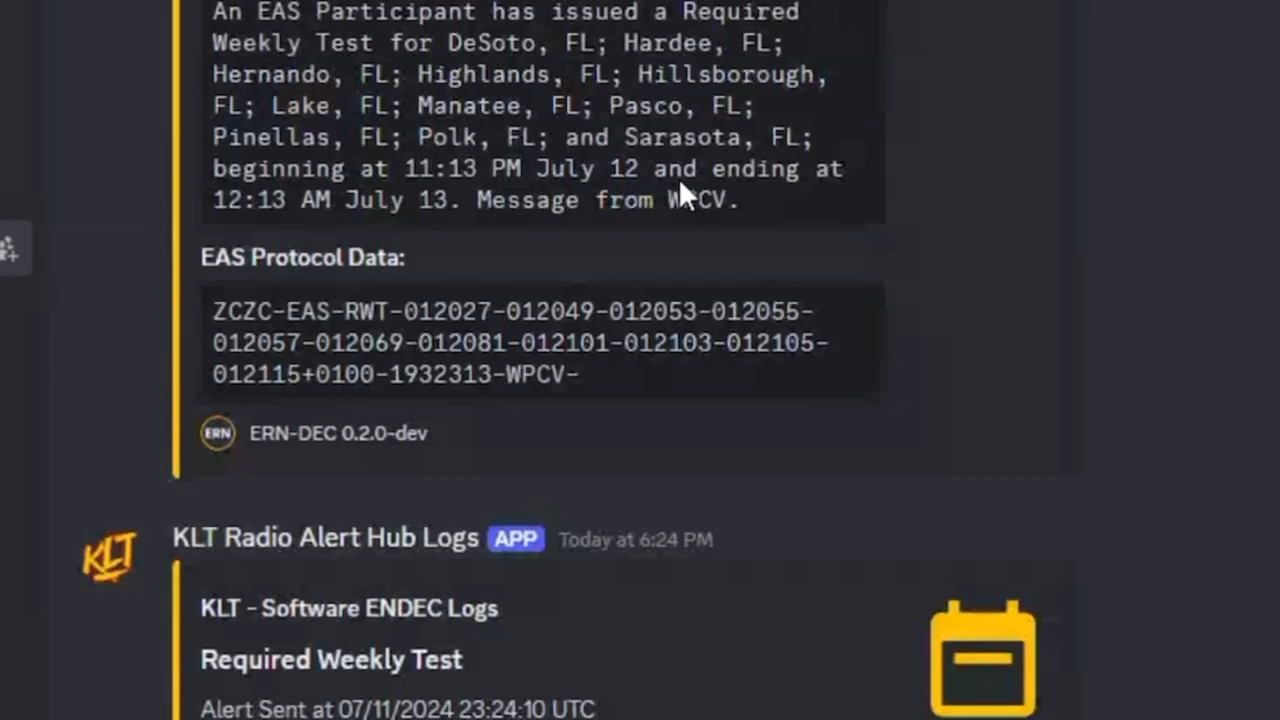 An EAS Participant has issued a Required
Weekly Test for DeSoto, FL; Hardee, FL;
Hernando, FL; Highlands, FL; Hillsborough,
FL; Lake, FL; Manatee, FL; Pasco, FL;
Pinellas, FL; Polk, FL; and Sarasota, FL;
beginning at 11:13 PM July 12 and ending at
12:13 AM July 13. Message from WPCV.
EAS Protocol Data:
ZCZC-EAS-RWT-012027-012049-012053-012055-
012057-012069-012081-012101-012103-012105-
012115+0100-1932313-WPCV-
ERN ERN-DEC 0.2.0-dev
KLT KLT Radio Alert Hub Logs APP Today at 6:24 PM
KLT - Software ENDEC Logs
Required Weekly Test
Alert Sent at 07/11/2024 23:24:10 UTC